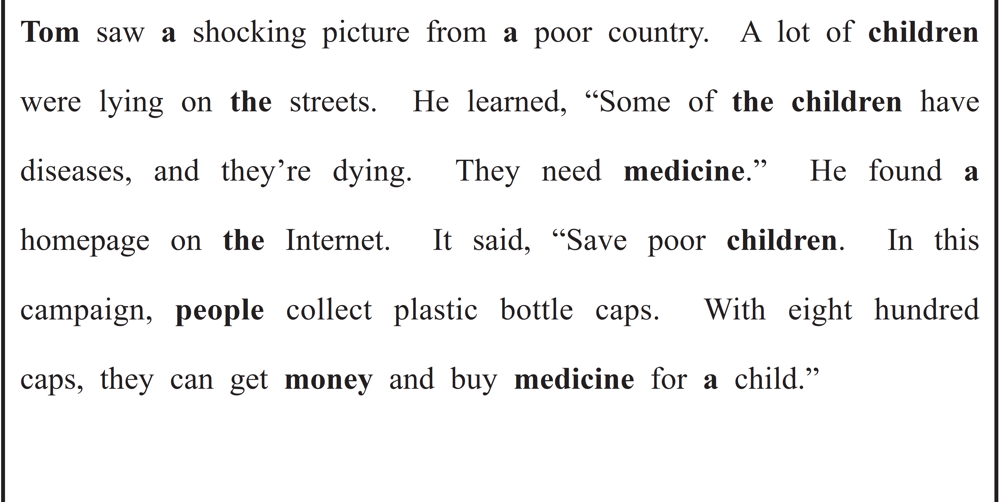 Tom saw a shocking picture from a poor country. A lot of children
were lying on the streets. He learned, “Some of the children have
diseases, and they’re dying. They need medicine.” He found a
homepage on the Internet. It said, “Save poor children. In this
campaign, people collect plastic bottle caps. With eight hundred
caps, they can get money and buy medicine for a child.”